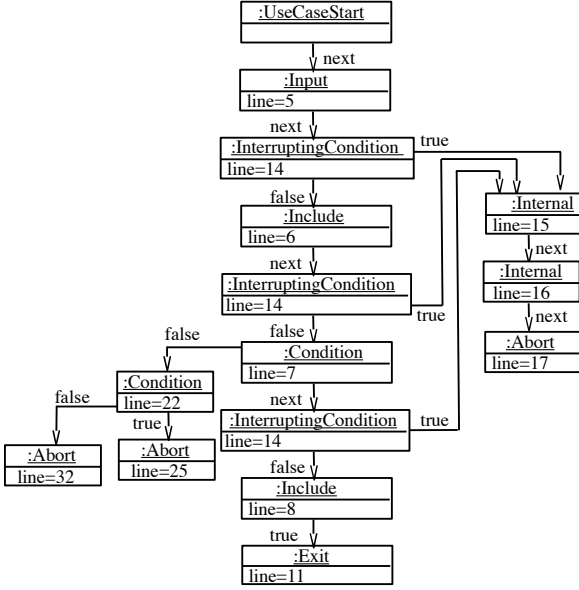 :UseCaseStart
next
:Input
line=5
next
true
:InterruptingCondition
line=14
false
:Internal
line=15
:Include
line=6
next
next
:Internal
line=16
:InterruptingCondition
line=14
true
next
false
false
:Abort
line=17
:Condition
line=7
:Condition
line=22
false
next
true
:InterruptingCondition
line=14
true
:Abort
line=32
:Abort
line=25
false
:Include
line=8
true
:Exit
line=11